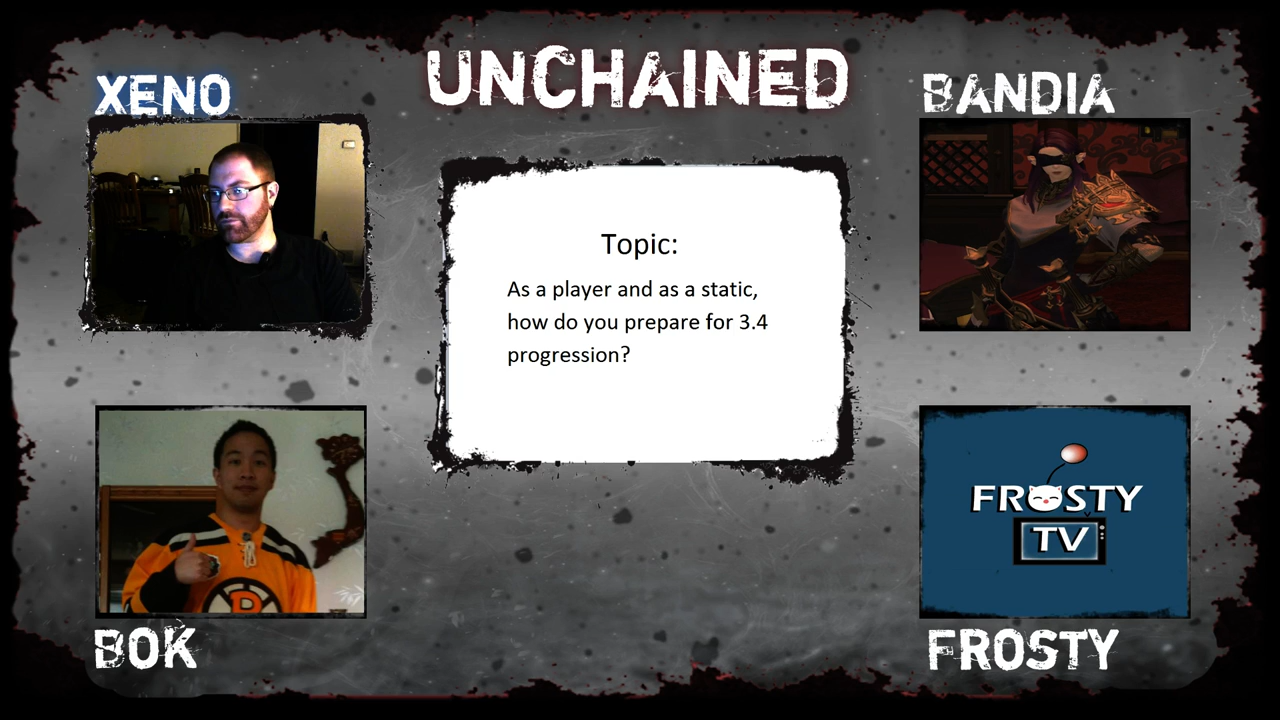 UNCHAINED
XENO
BANDIA
Topic:
As a player and as a static,
how do you prepare for 3.4
progression?
FROSTY
TV
B
BOK
FROSTY